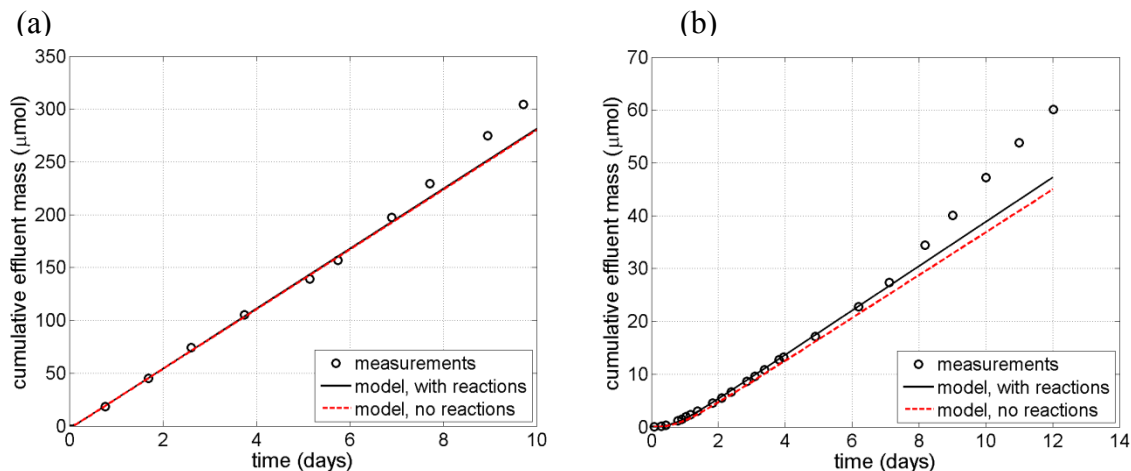 (a)
350
300
250
200
150
100
50
0
0
2
4
6
8
10
cumulative effluent mass (μmol)
time (days)
measurements
model, with reactions
model, no reactions
(b)
70
60
50
40
30
20
10
0
0
2
4
6
8
10
12
14
cumulative effluent mass (μmol)
time (days)
measurements
model, with reactions
model, no reactions